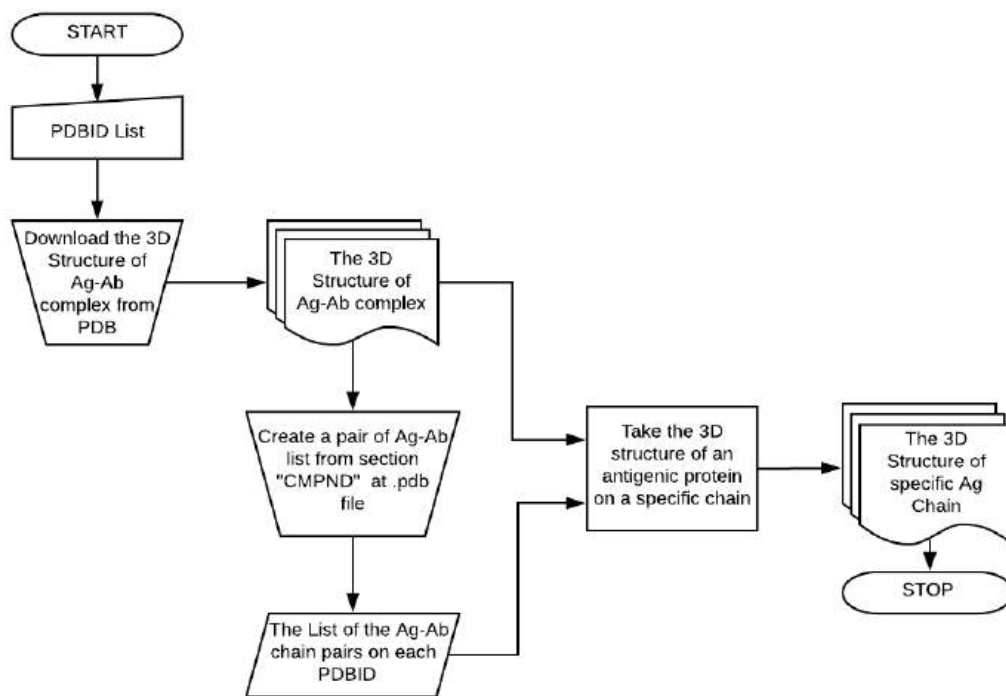 START
PDBID List
Download the 3D
Structure of
Ag-Ab
complex from
PDB
The 3D
Structure of
Ag-Ab complex
Create a pair of Ag-Ab
list from section
"CMPND" at .pdb
file
The List of the Ag-Ab
chain pairs on each
PDBID
Take the 3D
structure of an
antigenic protein
on a specific chain
The 3D
Structure of
specific Ag
Chain
STOP